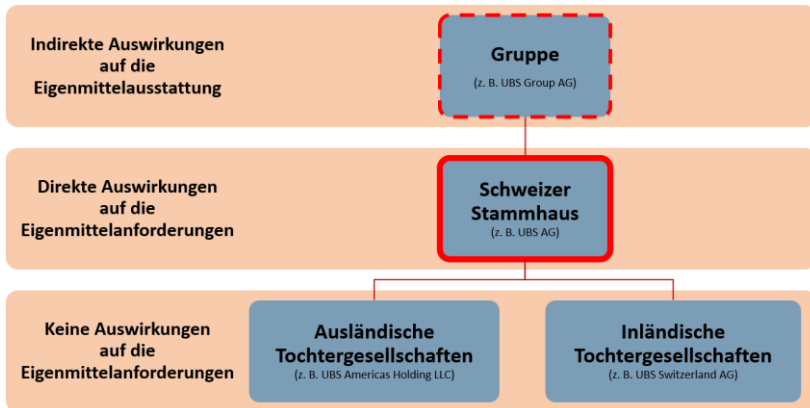 Indirekte Auswirkungen
auf die
Eigenmittelausstattung
Gruppe
(z. B. UBS Group AG)
Direkte Auswirkungen
auf die
Eigenmittelanforderungen
Schweizer
Stammhaus
(z. B. UBS AG)
Keine Auswirkungen
auf die
Eigenmittelanforderungen
Ausländische
Tochtergesellschaften
(z. B. UBS Americas Holding LLC)
Inländische
Tochtergesellschaften
(z. B. UBS Switzerland AG)